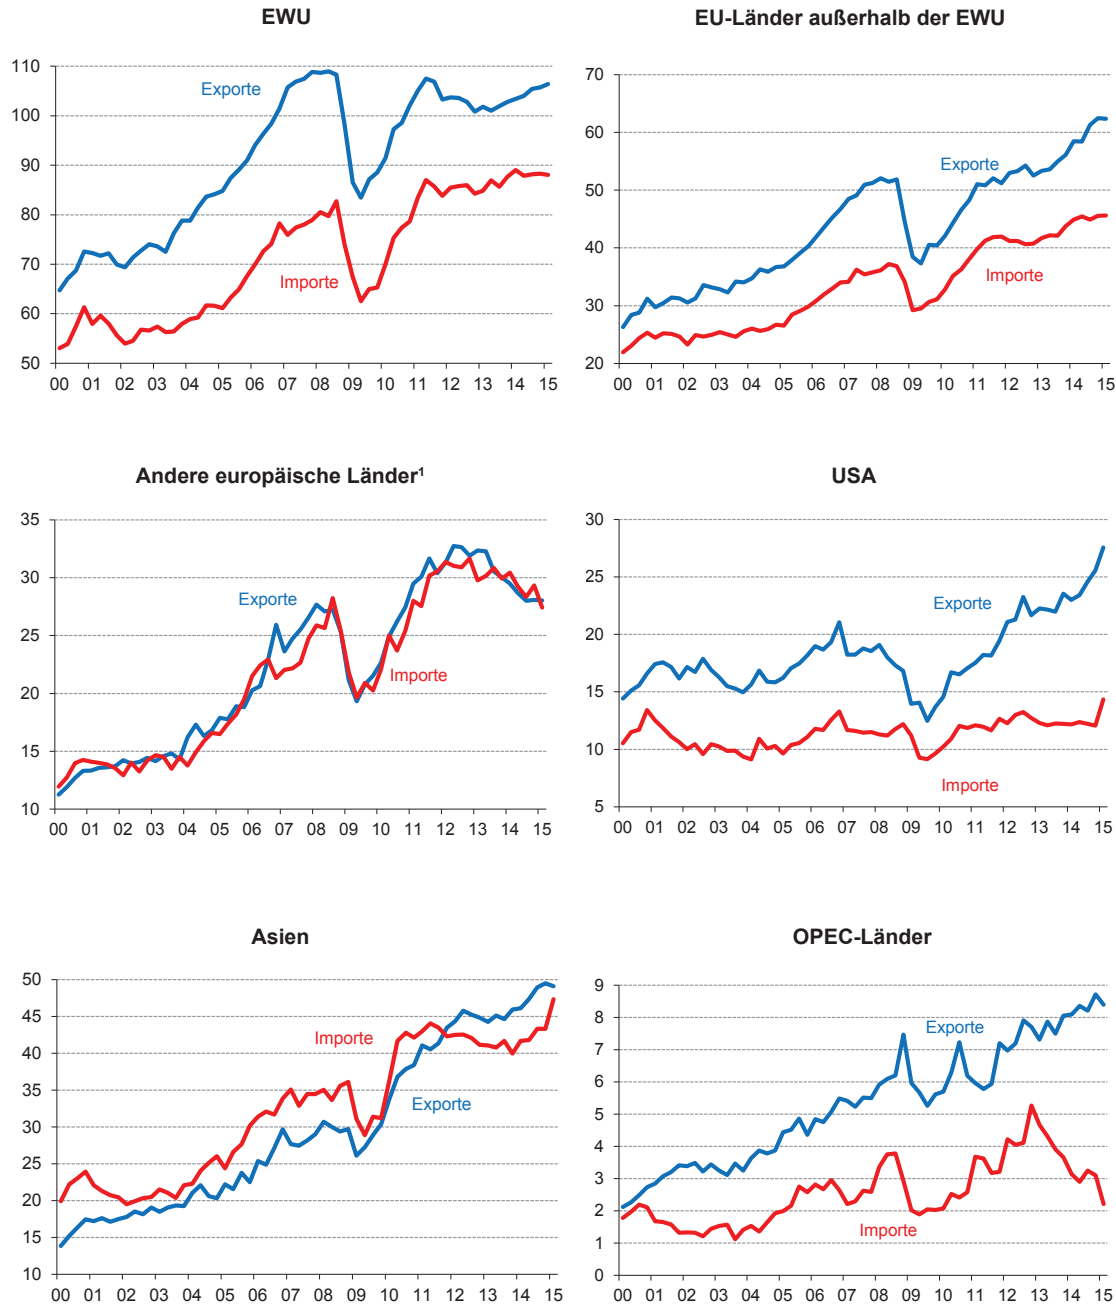 EWU
110
100
90
80
70
60
50
Exporte
Importe
00 01 02 03 04 05 06 07 08 09 10 11 12 13 14 15
EU-Länder außerhalb der EWU
70
60
50
40
30
20
Exporte
Importe
00 01 02 03 04 05 06 07 08 09 10 11 12 13 14 15
Andere europäische Länder¹
35
30
25
20
15
10
Exporte
Importe
00 01 02 03 04 05 06 07 08 09 10 11 12 13 14 15
USA
30
25
20
15
10
5
Exporte
Importe
00 01 02 03 04 05 06 07 08 09 10 11 12 13 14 15
Asien
50
45
40
35
30
25
20
15
10
Importe
Exporte
00 01 02 03 04 05 06 07 08 09 10 11 12 13 14 15
OPEC-Länder
9
8
7
6
5
4
3
2
1
0
Exporte
Importe
00 01 02 03 04 05 06 07 08 09 10 11 12 13 14 15